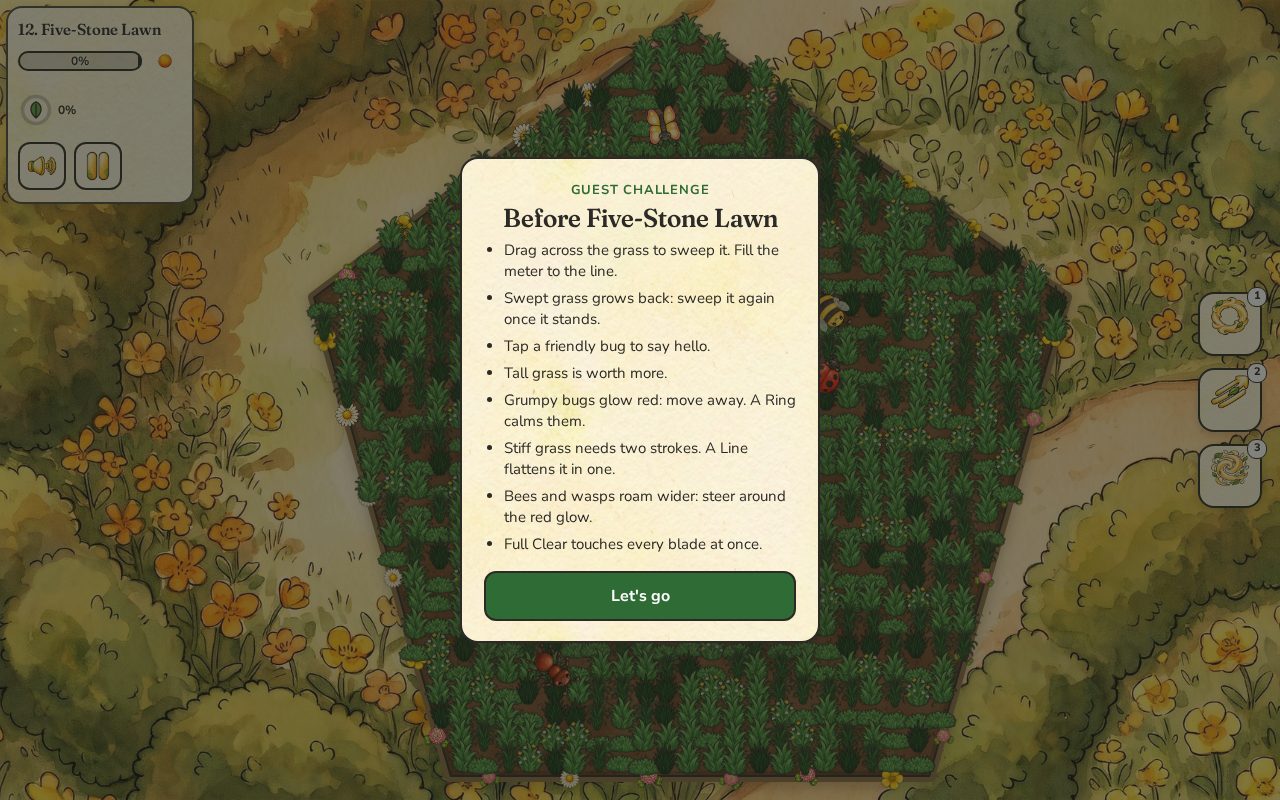 12. Five-Stone Lawn
0%
0%
GUEST CHALLENGE
Before Five-Stone Lawn
• Drag across the grass to sweep it. Fill the
meter to the line.
• Swept grass grows back: sweep it again
once it stands.
• Tap a friendly bug to say hello.
• Tall grass is worth more.
• Grumpy bugs glow red: move away. A Ring
calms them.
• Stiff grass needs two strokes. A Line
flattens it in one.
• Bees and wasps roam wider: steer around
the red glow.
• Full Clear touches every blade at once.
Let's go
1
2
3